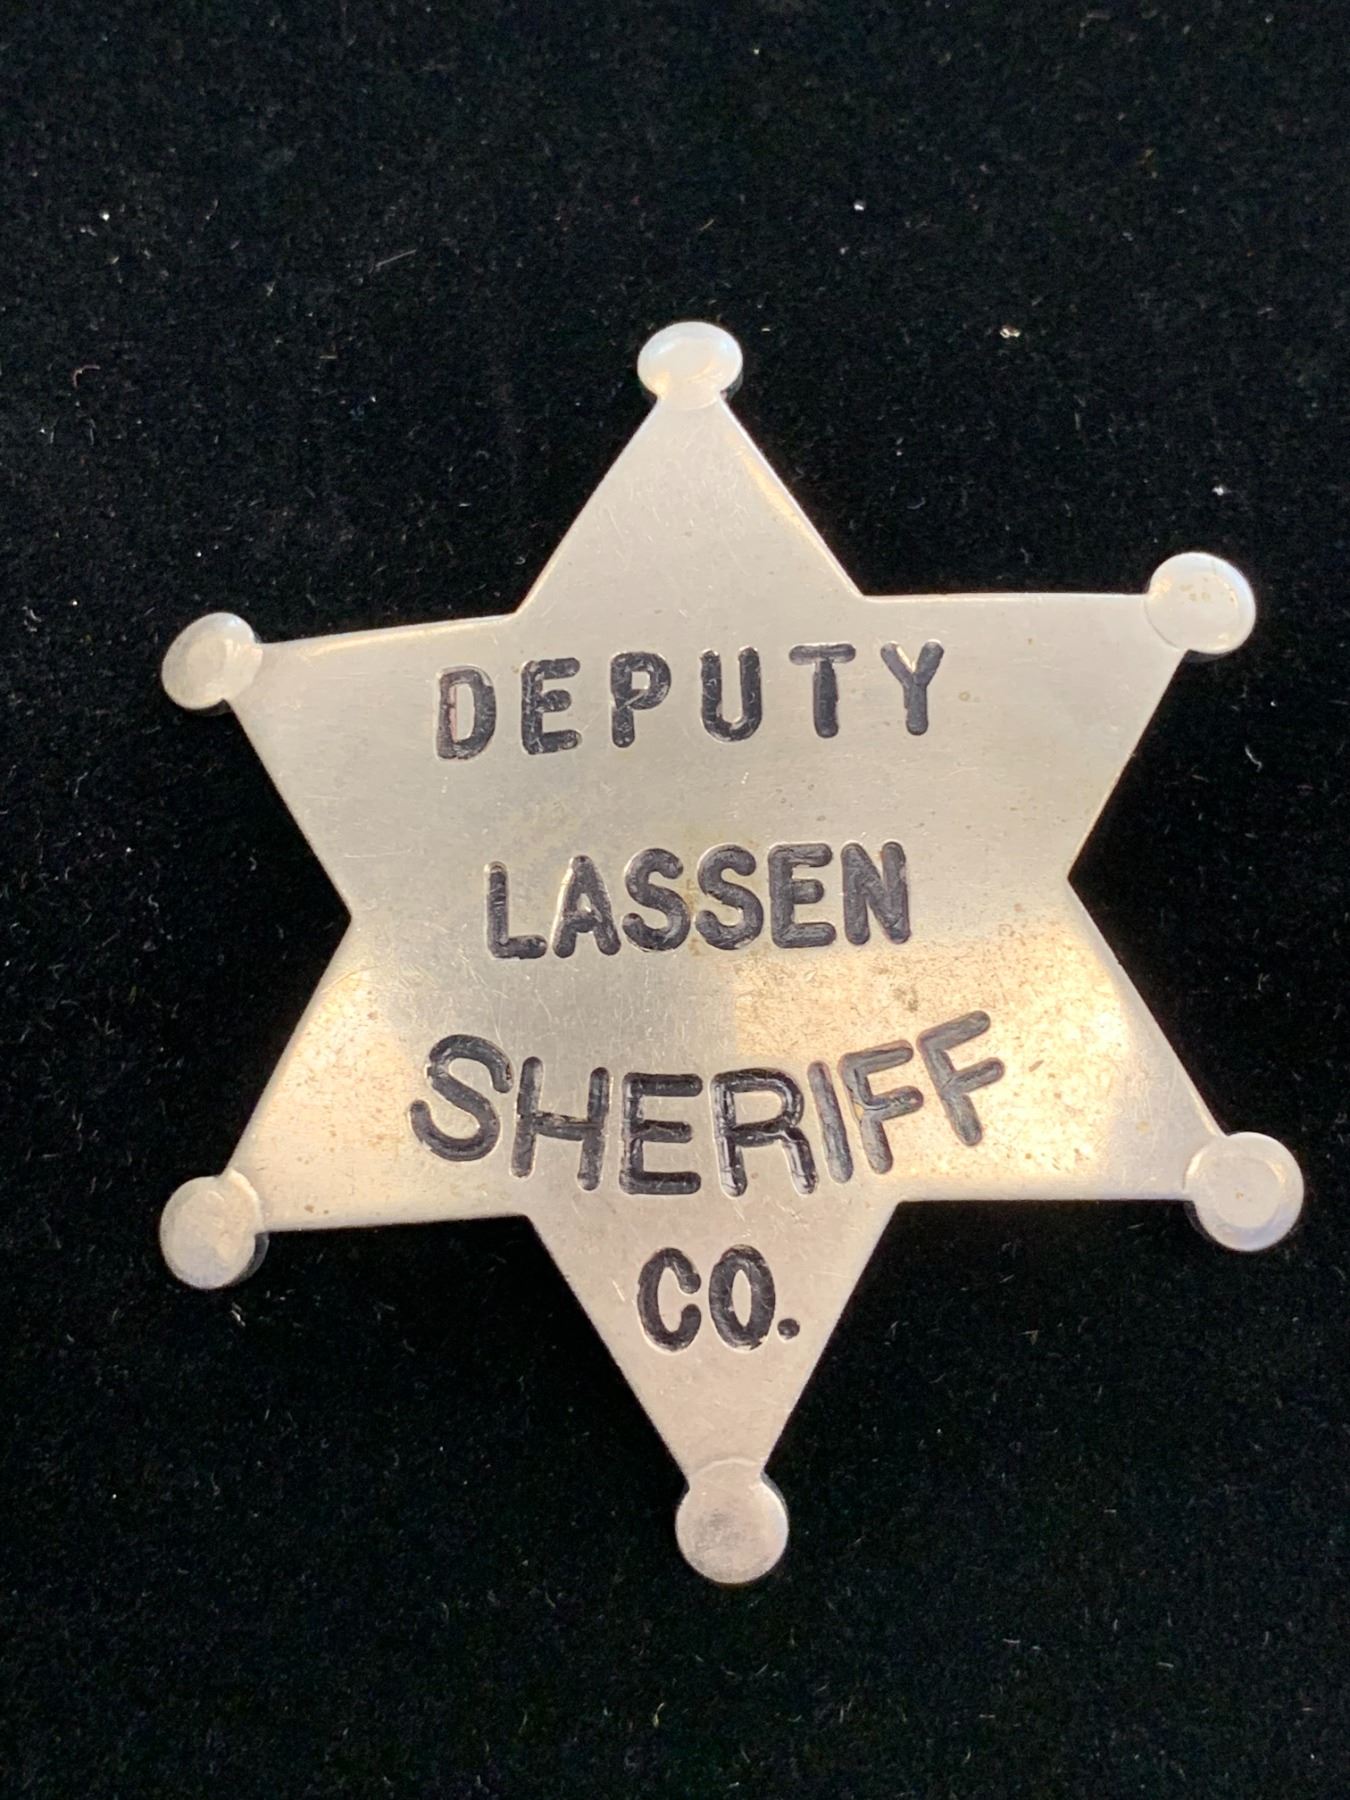 DEPUTY
LASSEN
SHERIFF
CO.